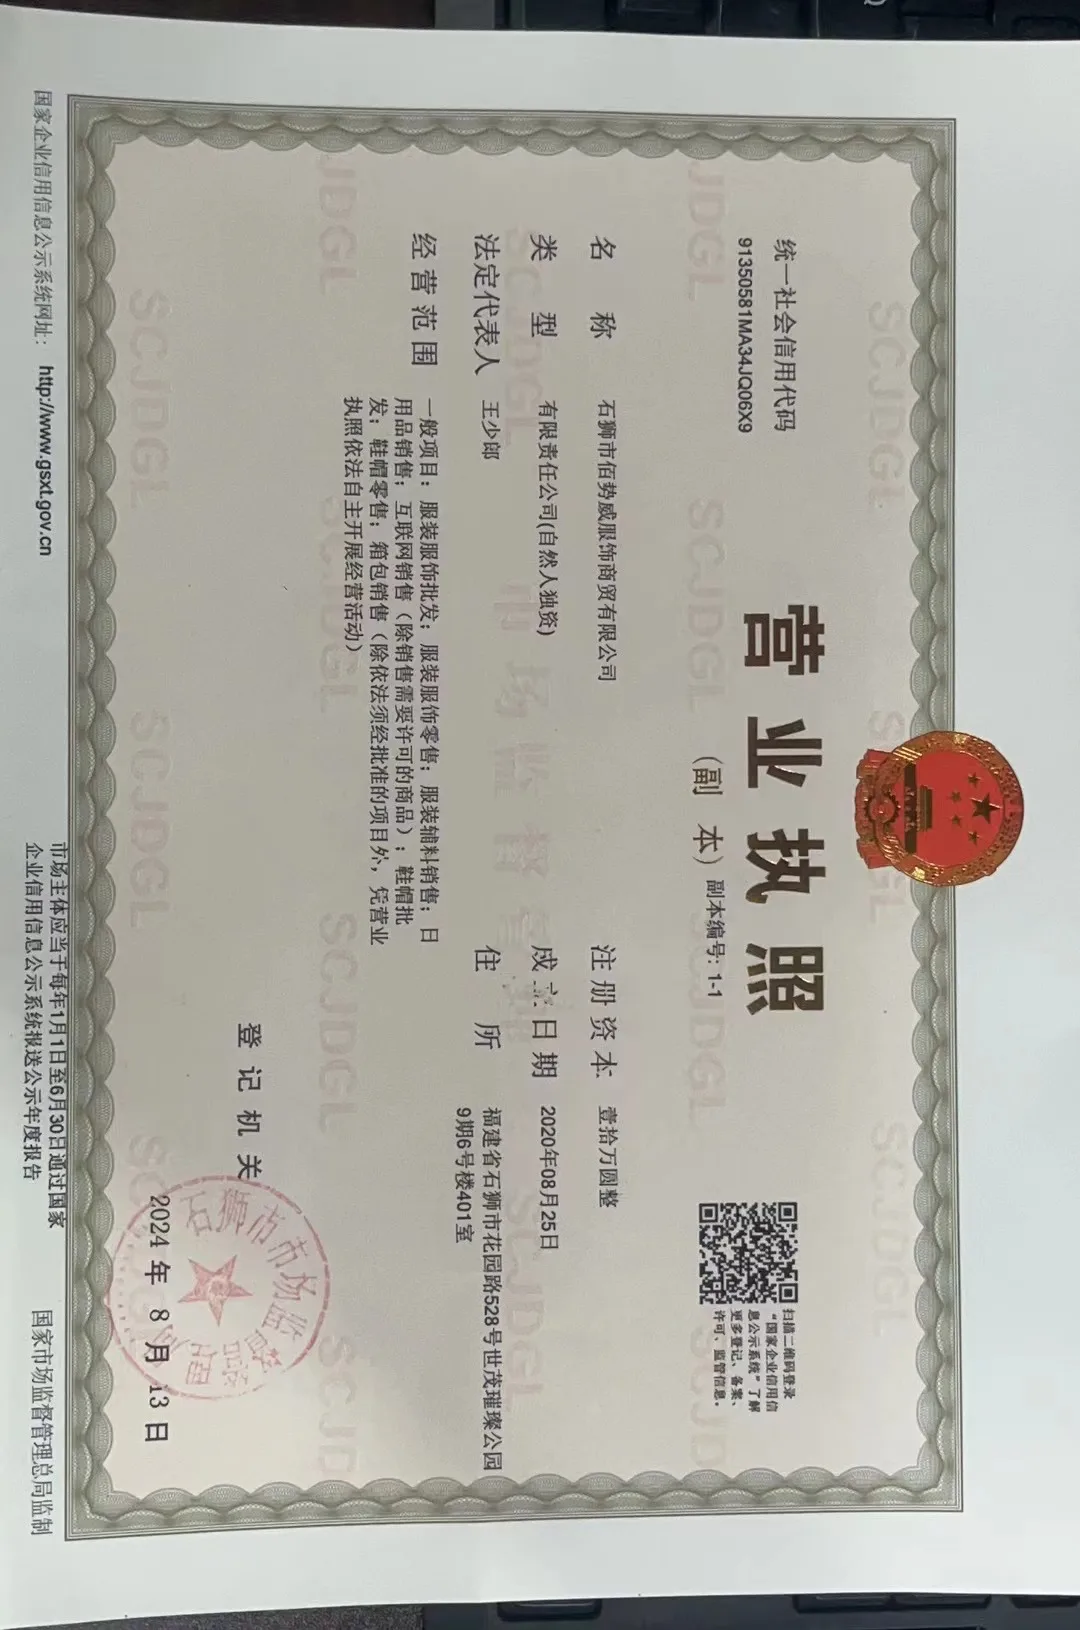 营业执照
（副 本）副本编号：1-1
统一社会信用代码
91350581MA34JQ06X9
扫描二维码登录
“国家企业信用信
息公示系统”了解
更多登记、备案、
许可、监管信息。
名 称 石狮市佰势威服饰商贸有限公司
类 型 有限责任公司(自然人独资)
法定代表人 王少郎
经营范围 一般项目：服装服饰批发；服装服饰零售；服装辅料销售；日
用品销售；互联网销售（除销售需要许可的商品）；鞋帽批
发；鞋帽零售；箱包销售（除依法须经批准的项目外，凭营业
执照依法自主开展经营活动）
注册资本 壹拾万圆整
成立日期 2020年08月25日
住 所 福建省石狮市花园路528号世茂璀璨公园
9期6号楼401室
登记机关
石狮市市场监督管理局
2024 年 8 月 13 日
国家企业信用信息公示系统网址： http://www.gsxt.gov.cn
市场主体应当于每年1月1日至6月30日通过国家
企业信用信息公示系统报送公示年度报告
国家市场监督管理总局监制
SCJDGL
市场监督管理